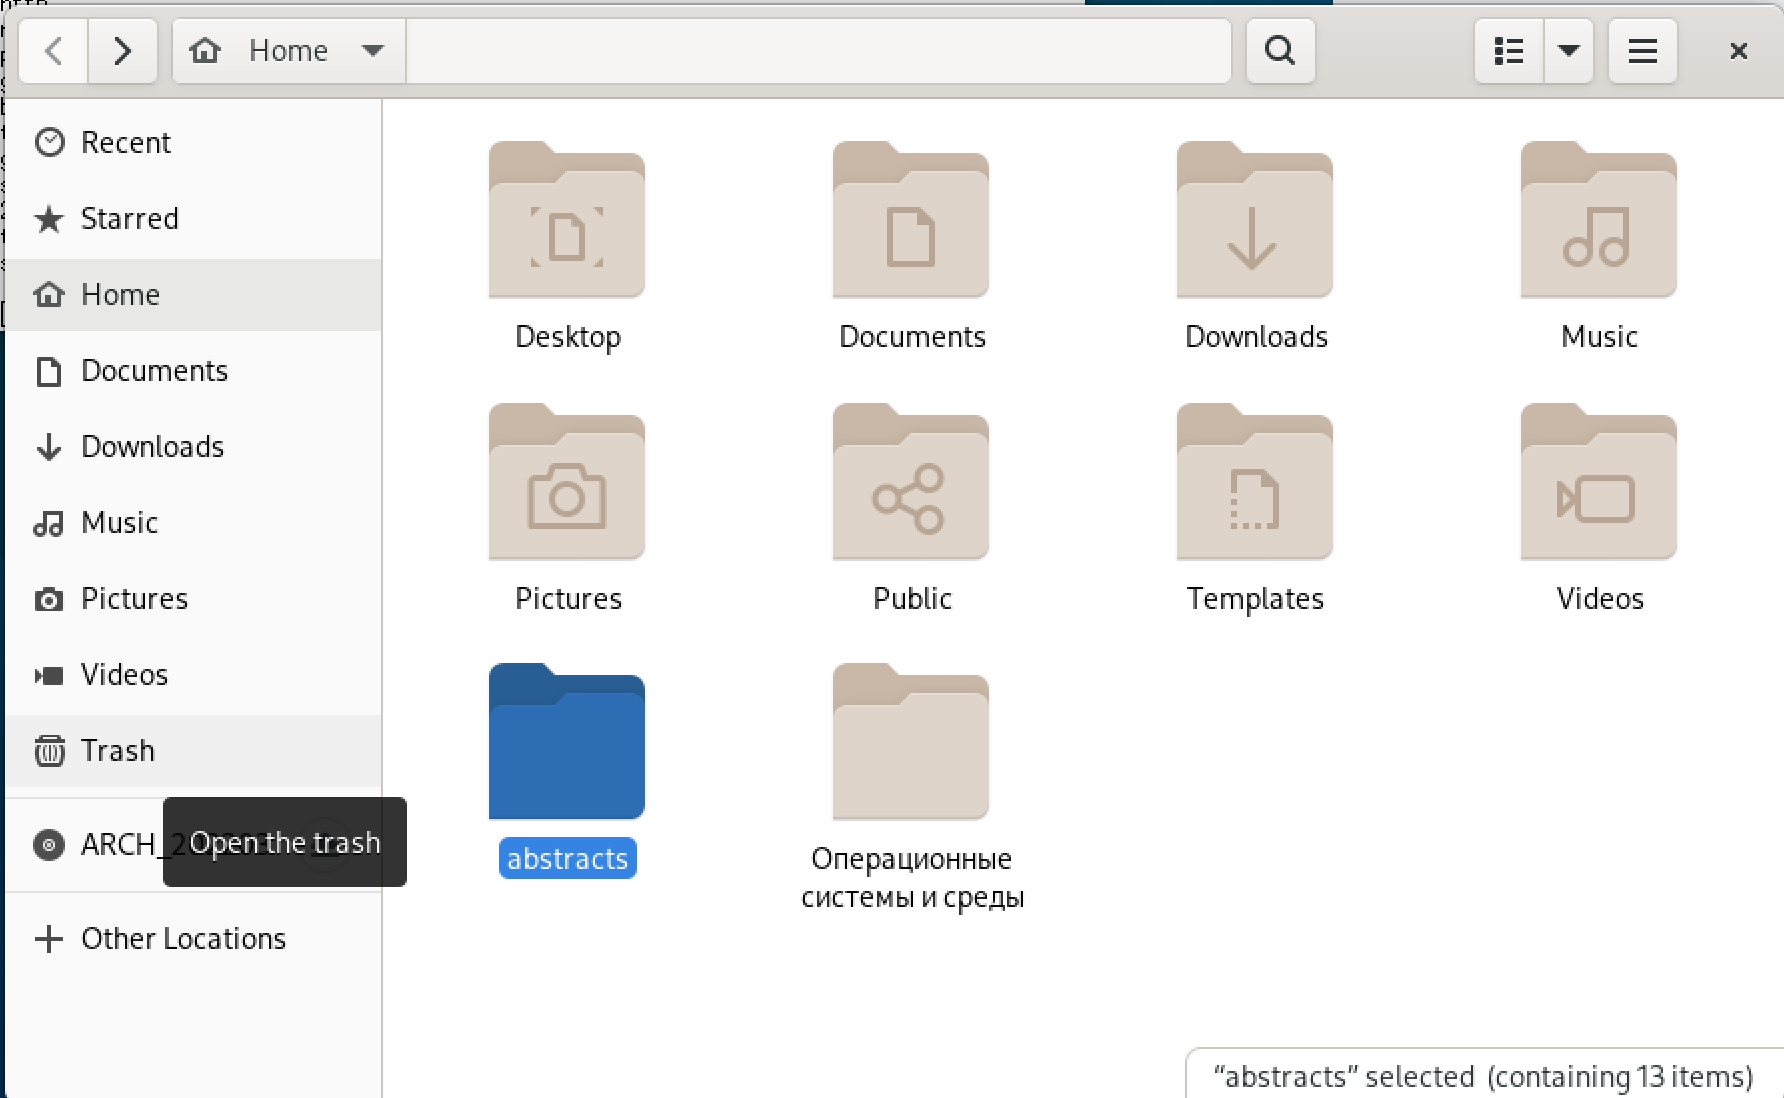 Home
Recent
Starred
Home
Documents
Downloads
Music
Pictures
Videos
Trash
ARCH_
Open the trash
Other Locations
Desktop
Documents
Downloads
Music
Pictures
Public
Templates
Videos
abstracts
Операционные
системы и среды
“abstracts” selected (containing 13 items)